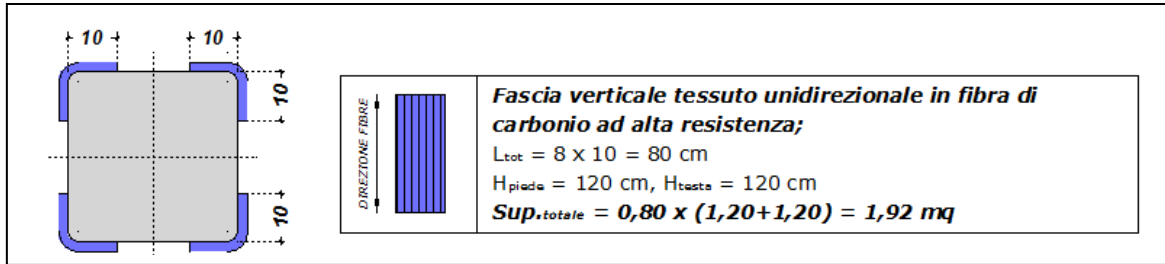 10
10
10
10
DIREZIONE FIBRE
Fascia verticale tessuto unidirezionale in fibra di
carbonio ad alta resistenza;
Ltot = 8 x 10 = 80 cm
Hpiede = 120 cm, Htesta = 120 cm
Sup.totale = 0,80 x (1,20+1,20) = 1,92 mq